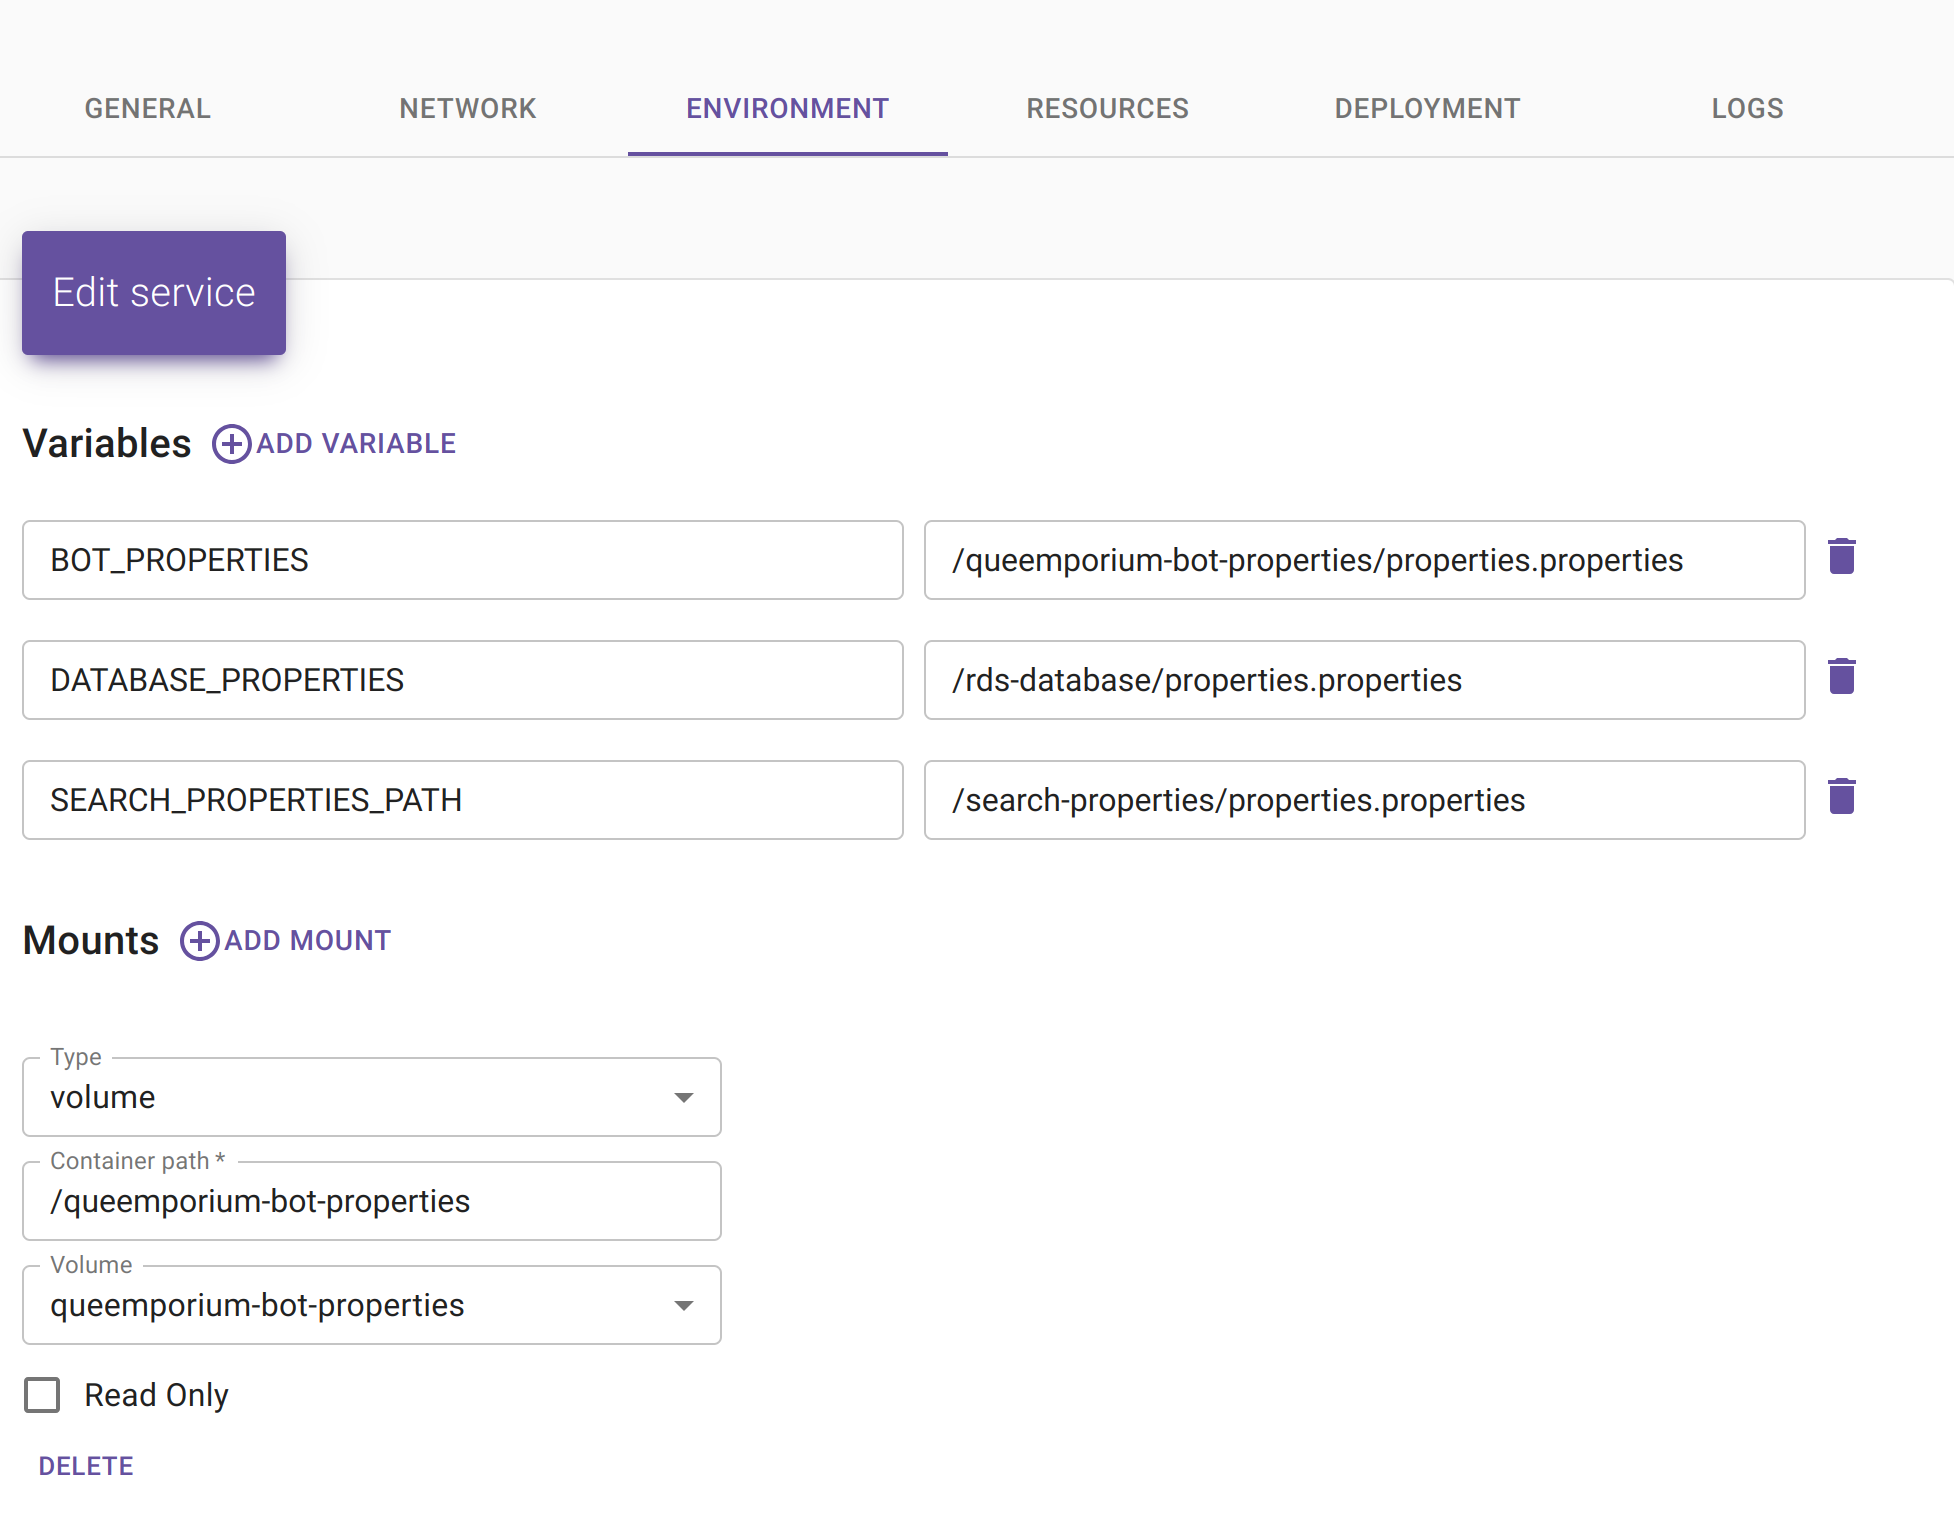 GENERAL NETWORK ENVIRONMENT RESOURCES DEPLOYMENT LOGS
Edit service
Variables ADD VARIABLE
BOT_PROPERTIES /queemporium-bot-properties/properties.properties
DATABASE_PROPERTIES /rds-database/properties.properties
SEARCH_PROPERTIES_PATH /search-properties/properties.properties
Mounts ADD MOUNT
Type
volume
Container path *
/queemporium-bot-properties
Volume
queemporium-bot-properties
Read Only
DELETE